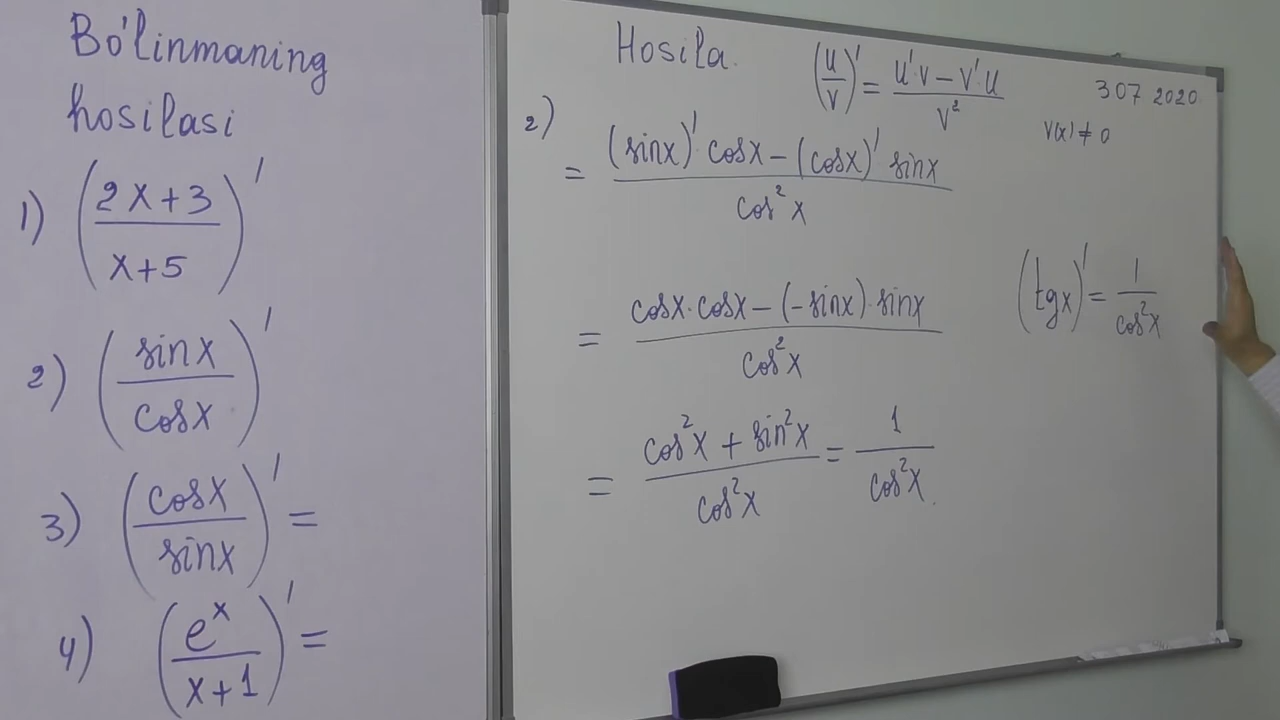 Bo'linmaning
hosilasi
1) (2x+3 / x+5)'
2) (sinx / cosx)'
3) (cosx / sinx)' =
4) (eˣ / x+1)' =
Hosila. (u/v)' = u'·v – v'·u / v²
3 07 2020
v(x) ≠ 0
2)
= (sinx)'·cosx – (cosx)' sinx / cos²x
= cosx·cosx – (-sinx)·sinx / cos²x
(tgx)' = 1 / cos²x
= cos²x + sin²x / cos²x = 1 / cos²x.